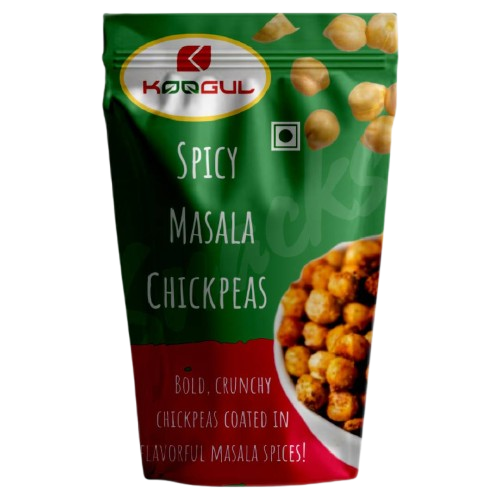 KOOGUL
SPICY
MASALA
CHICKPEAS
BOLD, CRUNCHY
CHICKPEAS COATED IN
FLAVORFUL MASALA SPICES!